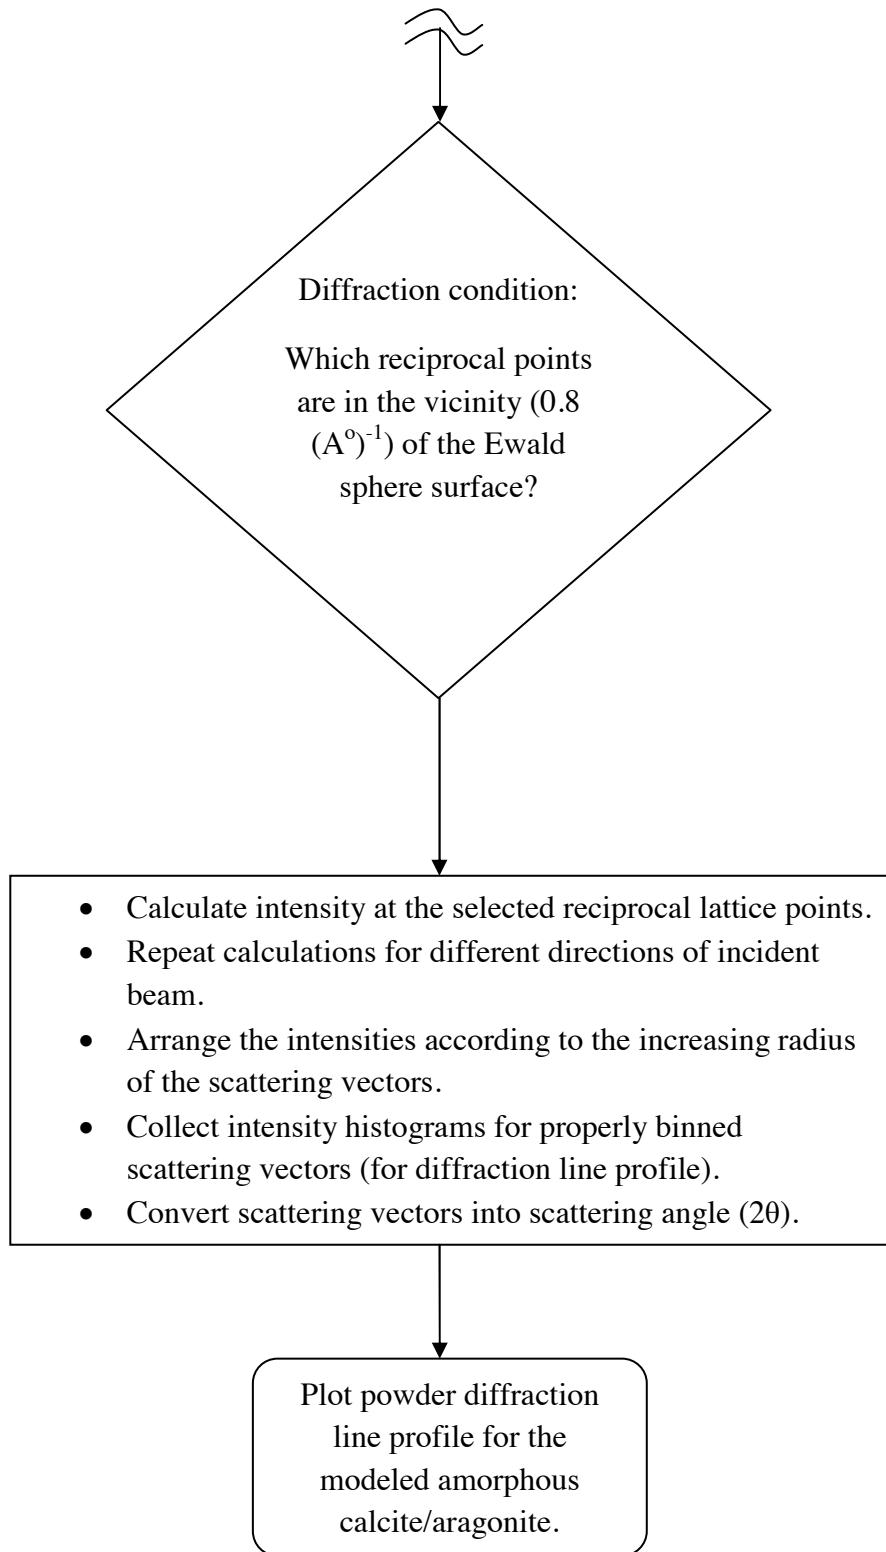 Diffraction condition:
Which reciprocal points
are in the vicinity (0.8
(Aº)⁻¹) of the Ewald
sphere surface?
• Calculate intensity at the selected reciprocal lattice points.
• Repeat calculations for different directions of incident
beam.
• Arrange the intensities according to the increasing radius
of the scattering vectors.
• Collect intensity histograms for properly binned
scattering vectors (for diffraction line profile).
• Convert scattering vectors into scattering angle (2θ).
Plot powder diffraction
line profile for the
modeled amorphous
calcite/aragonite.